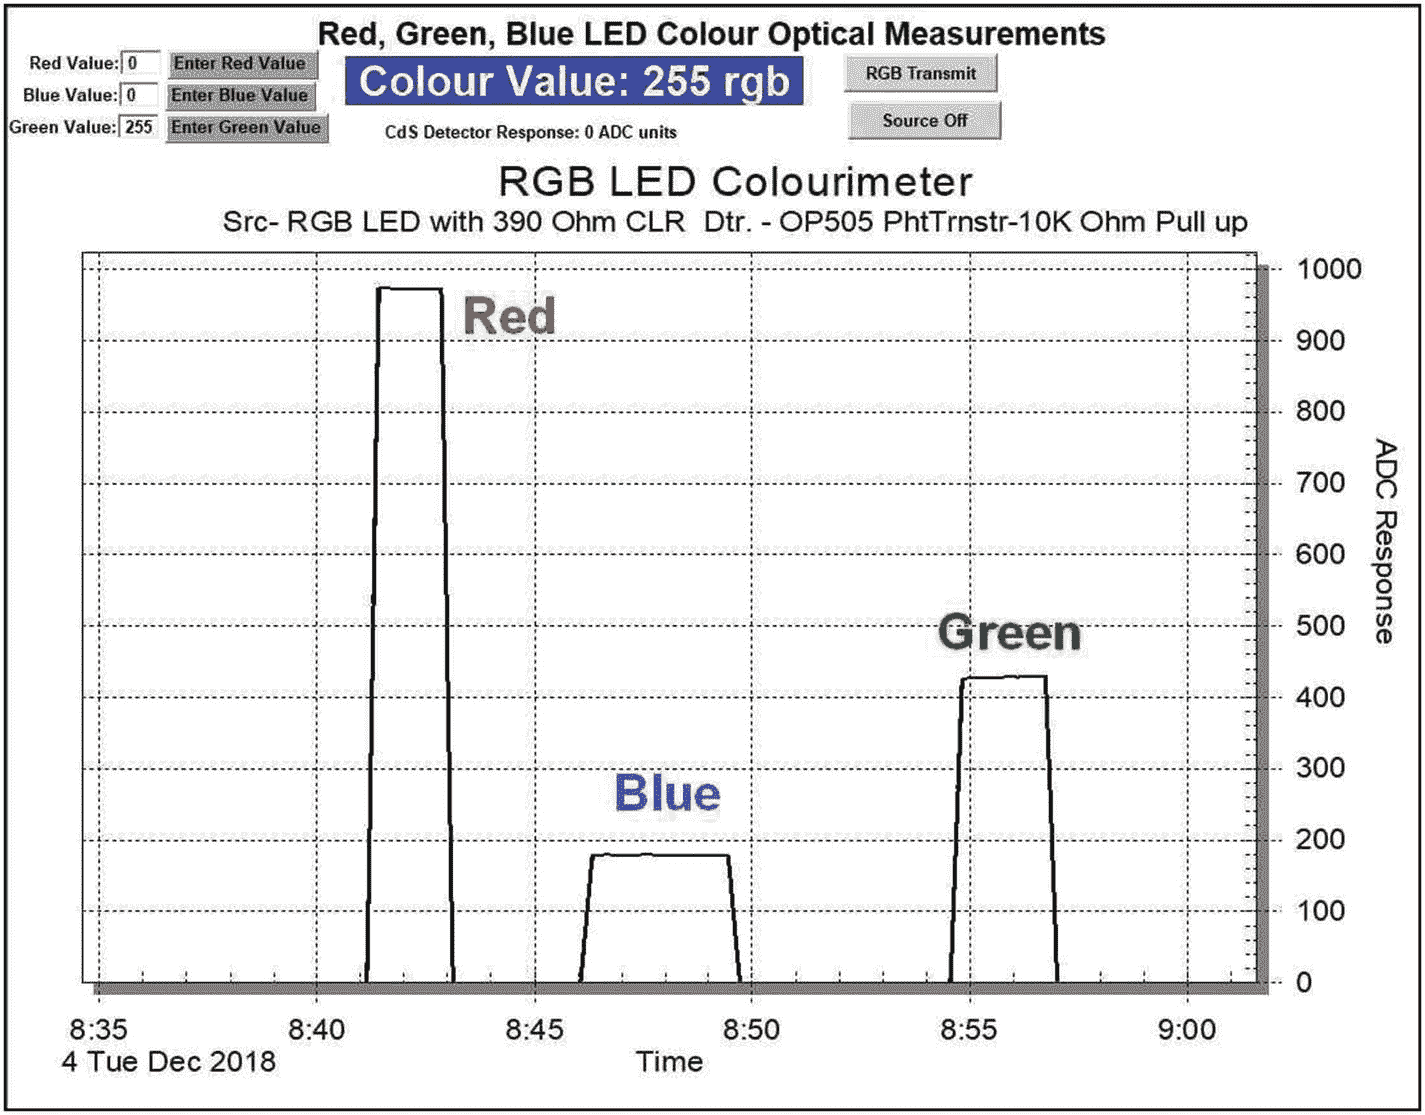 Red, Green, Blue LED Colour Optical Measurements
Red Value: 0 Enter Red Value
Blue Value: 0 Enter Blue Value
Green Value: 255 Enter Green Value
Colour Value: 255 rgb
CdS Detector Response: 0 ADC units
RGB Transmit
Source Off
RGB LED Colourimeter
Src- RGB LED with 390 Ohm CLR Dtr. - OP505 PhtTrnstr-10K Ohm Pull up
Red
Blue
Green
1000
900
800
700
600
500
400
300
200
100
0
ADC Response
8:35 8:40 8:45 8:50 8:55 9:00
4 Tue Dec 2018
Time